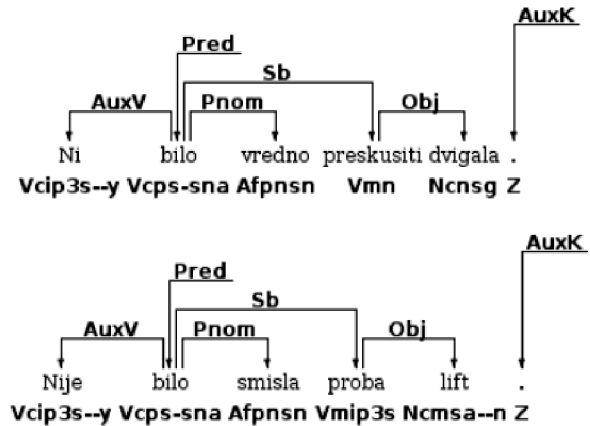 AuxK
Pred
Sb
AuxV Pnom Obj
Ni bilo vredno preskusiti dvigala .
Vcip3s--y Vcps-sna Afpnsn Vmn Ncnsg Z
AuxK
Pred
Sb
AuxV Pnom Obj
Nije bilo smisla proba lift .
Vcip3s--y Vcps-sna Afpnsn Vmip3s Ncmsa--n Z